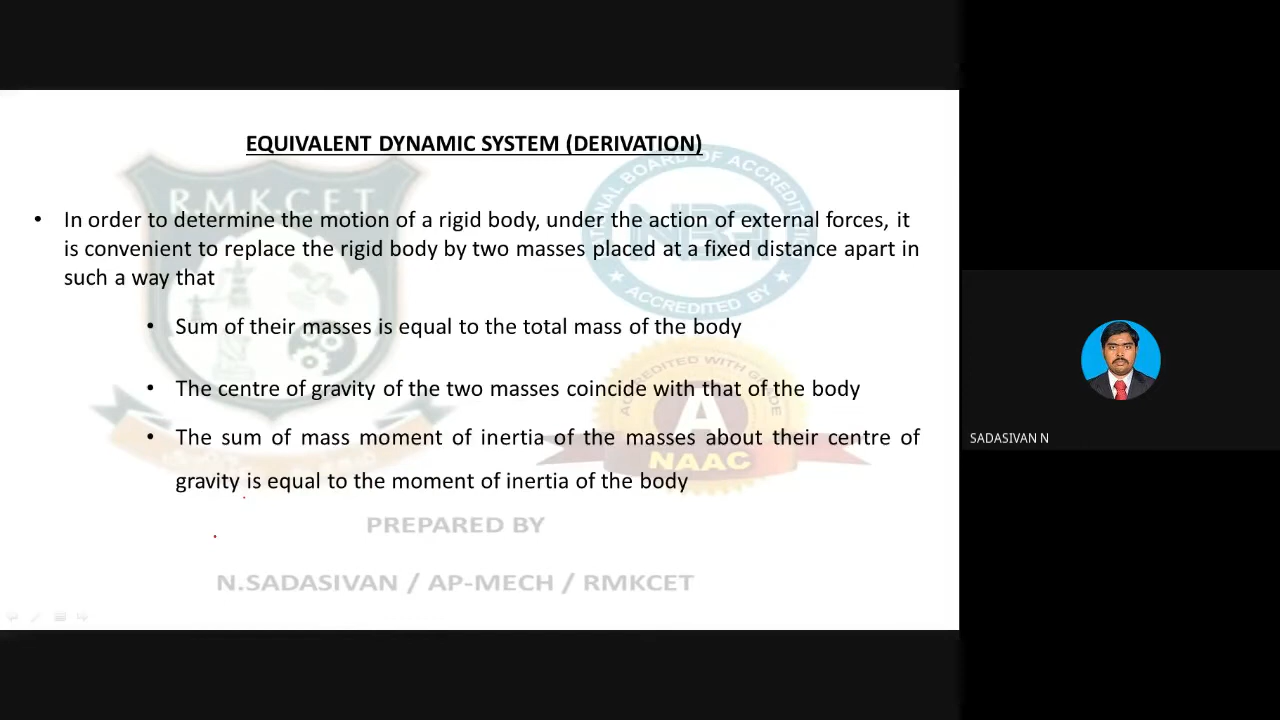 EQUIVALENT DYNAMIC SYSTEM (DERIVATION)
R.M.K.C.E.T.
NATIONAL BOARD OF ACCREDITATION
NBA
• In order to determine the motion of a rigid body, under the action of external forces, it
is convenient to replace the rigid body by two masses placed at a fixed distance apart in
such a way that
★ ACCREDITED BY ★
• Sum of their masses is equal to the total mass of the body
ACCREDITED WITH GRADE
• The centre of gravity of the two masses coincide with that of the body
A
• The sum of mass moment of inertia of the masses about their centre of
NAAC
gravity is equal to the moment of inertia of the body
PREPARED BY
N.SADASIVAN / AP-MECH / RMKCET
SADASIVAN N